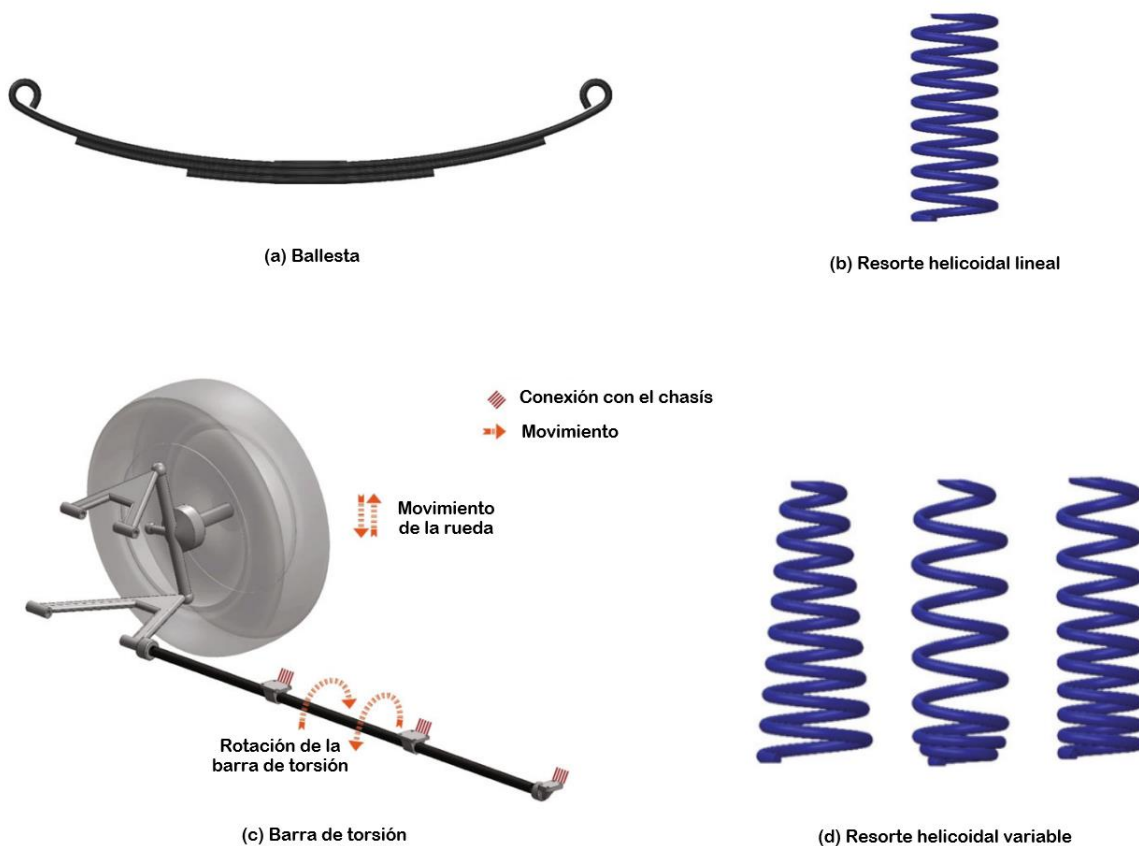 (a) Ballesta
(b) Resorte helicoidal lineal
Conexión con el chasís
Movimiento
Movimiento
de la rueda
Rotación de la
barra de torsión
(c) Barra de torsión
(d) Resorte helicoidal variable